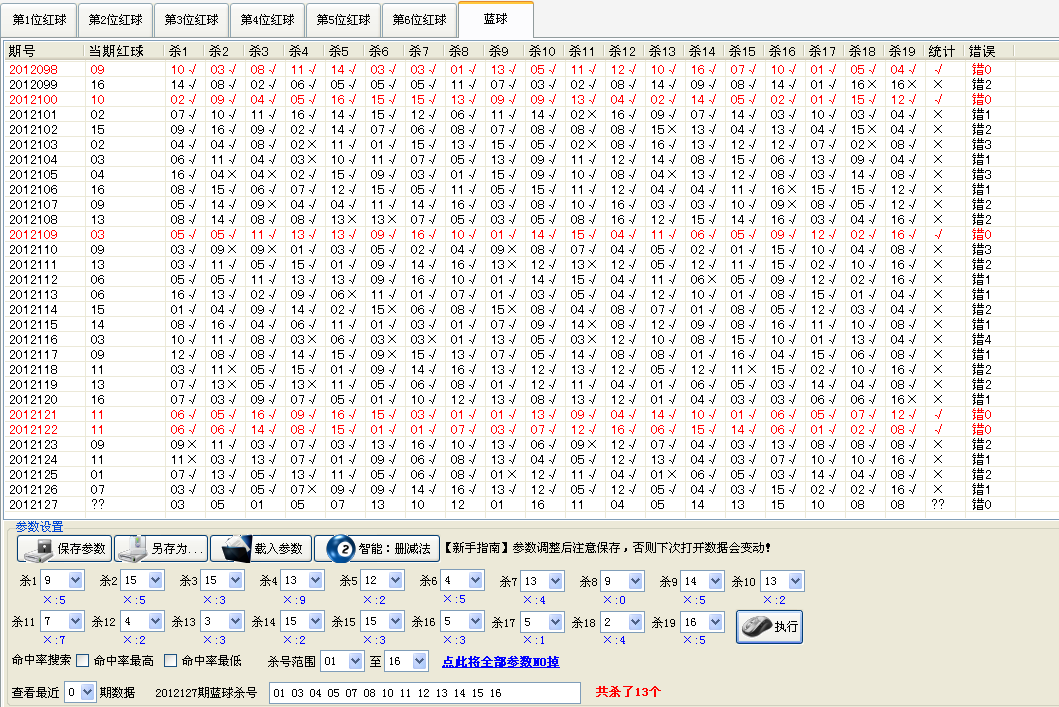 第1位红球 第2位红球 第3位红球 第4位红球 第5位红球 第6位红球 蓝球
期号 当期红球 杀1 杀2 杀3 杀4 杀5 杀6 杀7 杀8 杀9 杀10 杀11 杀12 杀13 杀14 杀15 杀16 杀17 杀18 杀19 统计 错误
2012098 09 10√ 03√ 08√ 11√ 14√ 03√ 03√ 01√ 13√ 05√ 11√ 12√ 10√ 16√ 07√ 10√ 01√ 05√ 04√ √ 错0
2012099 16 14√ 08√ 02√ 06√ 05√ 05√ 05√ 11√ 07√ 03√ 02√ 08√ 14√ 09√ 08√ 14√ 01√ 16× 16× × 错2
2012100 10 02√ 09√ 04√ 05√ 16√ 15√ 15√ 13√ 09√ 09√ 13√ 04√ 02√ 14√ 05√ 02√ 01√ 15√ 12√ √ 错0
2012101 02 07√ 10√ 11√ 16√ 14√ 15√ 12√ 06√ 11√ 14√ 02× 16√ 09√ 07√ 14√ 03√ 10√ 03√ 04√ × 错1
2012102 15 09√ 16√ 09√ 02√ 14√ 07√ 06√ 08√ 07√ 08√ 08√ 08√ 15× 13√ 04√ 13√ 04√ 15× 04√ × 错2
2012103 02 04√ 04√ 08√ 02× 11√ 01√ 15√ 13√ 15√ 05√ 02× 08√ 16√ 13√ 12√ 12√ 07√ 02× 08√ × 错3
2012104 03 06√ 11√ 04√ 03× 10√ 11√ 07√ 05√ 13√ 09√ 11√ 12√ 14√ 08√ 15√ 06√ 13√ 09√ 04√ × 错1
2012105 04 16√ 04× 04× 02√ 15√ 09√ 03√ 01√ 15√ 09√ 10√ 08√ 04× 13√ 12√ 08√ 03√ 14√ 08√ × 错3
2012106 16 08√ 15√ 06√ 07√ 12√ 15√ 05√ 11√ 05√ 15√ 11√ 12√ 04√ 04√ 11√ 16× 15√ 15√ 12√ × 错1
2012107 09 05√ 14√ 09× 04√ 04√ 11√ 14√ 16√ 03√ 08√ 10√ 16√ 03√ 03√ 10√ 09× 08√ 05√ 12√ × 错2
2012108 13 08√ 14√ 08√ 08√ 13× 13× 07√ 05√ 03√ 05√ 08√ 16√ 12√ 15√ 14√ 16√ 03√ 04√ 16√ × 错2
2012109 03 05√ 05√ 11√ 13√ 13√ 09√ 16√ 10√ 01√ 14√ 15√ 04√ 11√ 06√ 05√ 09√ 12√ 02√ 16√ √ 错0
2012110 09 03√ 09× 09× 01√ 03√ 05√ 02√ 04√ 09× 08√ 07√ 04√ 05√ 02√ 01√ 15√ 10√ 04√ 08√ × 错3
2012111 13 03√ 11√ 05√ 15√ 01√ 09√ 14√ 16√ 13× 12√ 13× 12√ 05√ 12√ 11√ 15√ 02√ 10√ 16√ × 错2
2012112 06 05√ 05√ 11√ 13√ 13√ 09√ 16√ 10√ 01√ 14√ 15√ 04√ 11√ 06× 05√ 09√ 12√ 02√ 16√ × 错1
2012113 06 16√ 13√ 02√ 09√ 06× 11√ 01√ 07√ 01√ 03√ 05√ 04√ 12√ 10√ 01√ 08√ 15√ 01√ 04√ × 错1
2012114 15 01√ 04√ 09√ 14√ 02√ 15× 06√ 08√ 15× 08√ 04√ 08√ 07√ 01√ 08√ 05√ 12√ 03√ 04√ × 错2
2012115 14 08√ 16√ 04√ 06√ 11√ 01√ 03√ 01√ 07√ 09√ 14× 08√ 12√ 09√ 08√ 16√ 11√ 10√ 08√ × 错1
2012116 03 10√ 11√ 08√ 03× 06√ 03× 03× 01√ 13√ 05√ 03× 12√ 10√ 08√ 15√ 10√ 01√ 13√ 04√ × 错4
2012117 09 12√ 08√ 08√ 14√ 15√ 09× 15√ 13√ 07√ 05√ 14√ 08√ 08√ 01√ 16√ 04√ 15√ 06√ 08√ × 错1
2012118 11 03√ 11× 05√ 15√ 01√ 09√ 14√ 16√ 13√ 12√ 13√ 12√ 05√ 12√ 11× 15√ 02√ 10√ 16√ × 错2
2012119 13 07√ 13× 05√ 13× 11√ 05√ 06√ 08√ 01√ 12√ 11√ 04√ 01√ 06√ 05√ 03√ 14√ 04√ 08√ × 错2
2012120 16 07√ 03√ 09√ 07√ 05√ 01√ 10√ 12√ 13√ 08√ 13√ 12√ 01√ 04√ 03√ 03√ 06√ 06√ 16× × 错1
2012121 11 06√ 05√ 16√ 09√ 16√ 15√ 03√ 01√ 01√ 13√ 09√ 04√ 14√ 10√ 01√ 06√ 05√ 07√ 12√ √ 错0
2012122 11 06√ 06√ 14√ 08√ 15√ 01√ 01√ 07√ 03√ 07√ 12√ 16√ 06√ 15√ 14√ 06√ 01√ 02√ 08√ √ 错0
2012123 09 09× 11√ 03√ 07√ 03√ 13√ 16√ 10√ 13√ 06√ 09× 12√ 07√ 04√ 03√ 13√ 08√ 08√ 08√ × 错2
2012124 11 11× 03√ 13√ 07√ 01√ 09√ 06√ 08√ 13√ 04√ 05√ 12√ 13√ 04√ 03√ 07√ 10√ 10√ 16√ × 错1
2012125 01 07√ 13√ 05√ 13√ 11√ 05√ 06√ 08√ 01× 12√ 11√ 04√ 01× 06√ 05√ 03√ 14√ 04√ 08√ × 错2
2012126 07 03√ 03√ 05√ 07× 09√ 09√ 14√ 16√ 13√ 12√ 05√ 12√ 05√ 04√ 03√ 15√ 02√ 02√ 16√ × 错1
2012127 ?? 03 05 01 05 07 13 10 12 01 16 11 04 05 14 13 15 10 08 08 ?? 错0
参数设置
保存参数 另存为... 载入参数 2 智能:删减法 【新手指南】参数调整后注意保存,否则下次打开数据会变动!
杀1 9 杀2 15 杀3 15 杀4 13 杀5 12 杀6 4 杀7 13 杀8 9 杀9 14 杀10 13
×:5 ×:5 ×:3 ×:9 ×:2 ×:5 ×:4 ×:0 ×:5 ×:2
杀11 7 杀12 4 杀13 3 杀14 15 杀15 15 杀16 5 杀17 5 杀18 2 杀19 16 执行
×:7 ×:2 ×:3 ×:2 ×:3 ×:3 ×:1 ×:4 ×:5
命中率搜索 命中率最高 命中率最低 杀号范围 01 至 16 点此将全部参数NO掉
查看最近 0 期数据 2012127期蓝球杀号 01 03 04 05 07 08 10 11 12 13 14 15 16 共杀了13个